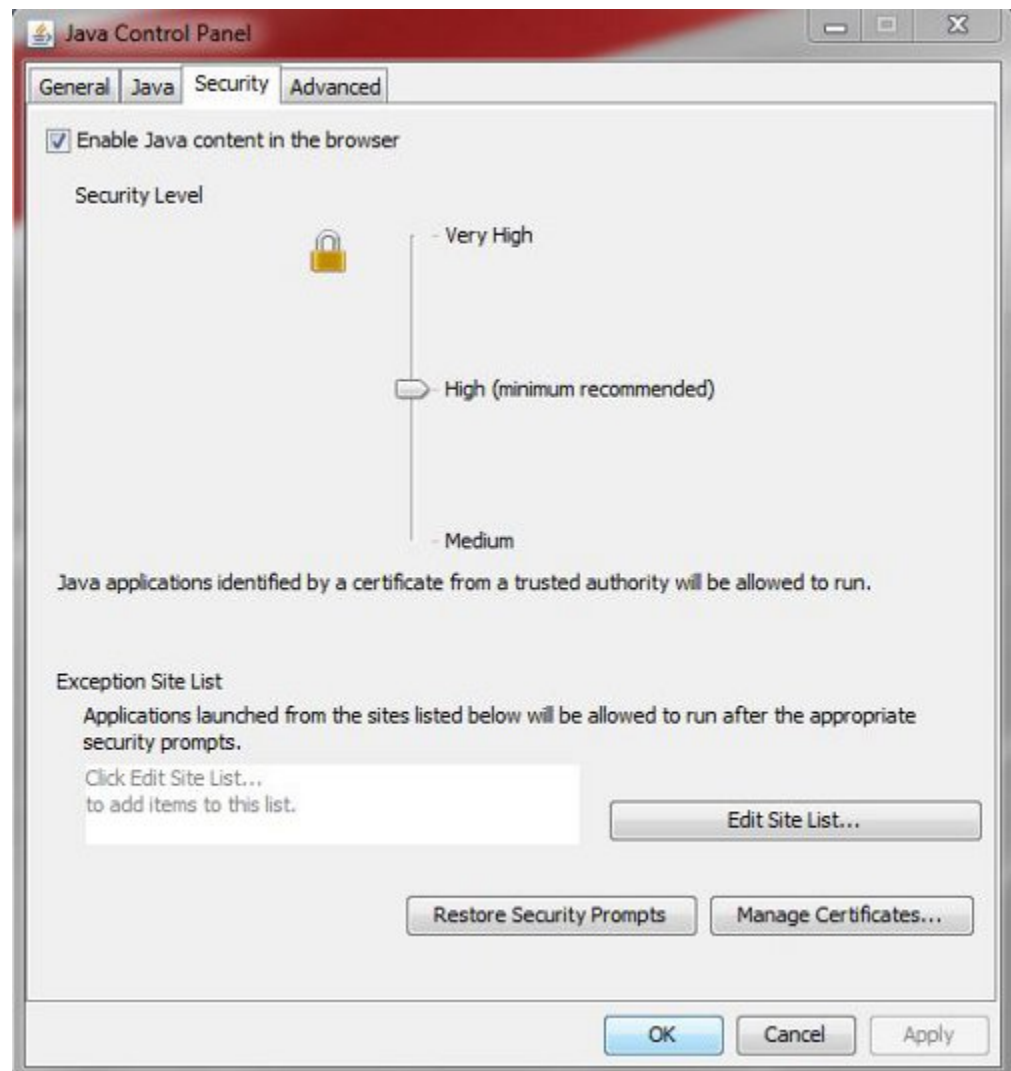 Java Control Panel
General Java Security Advanced
Enable Java content in the browser
Security Level
Very High
High (minimum recommended)
Medium
Java applications identified by a certificate from a trusted authority will be allowed to run.
Exception Site List
Applications launched from the sites listed below will be allowed to run after the appropriate
security prompts.
Click Edit Site List...
to add items to this list.
Edit Site List...
Restore Security Prompts Manage Certificates...
OK Cancel Apply